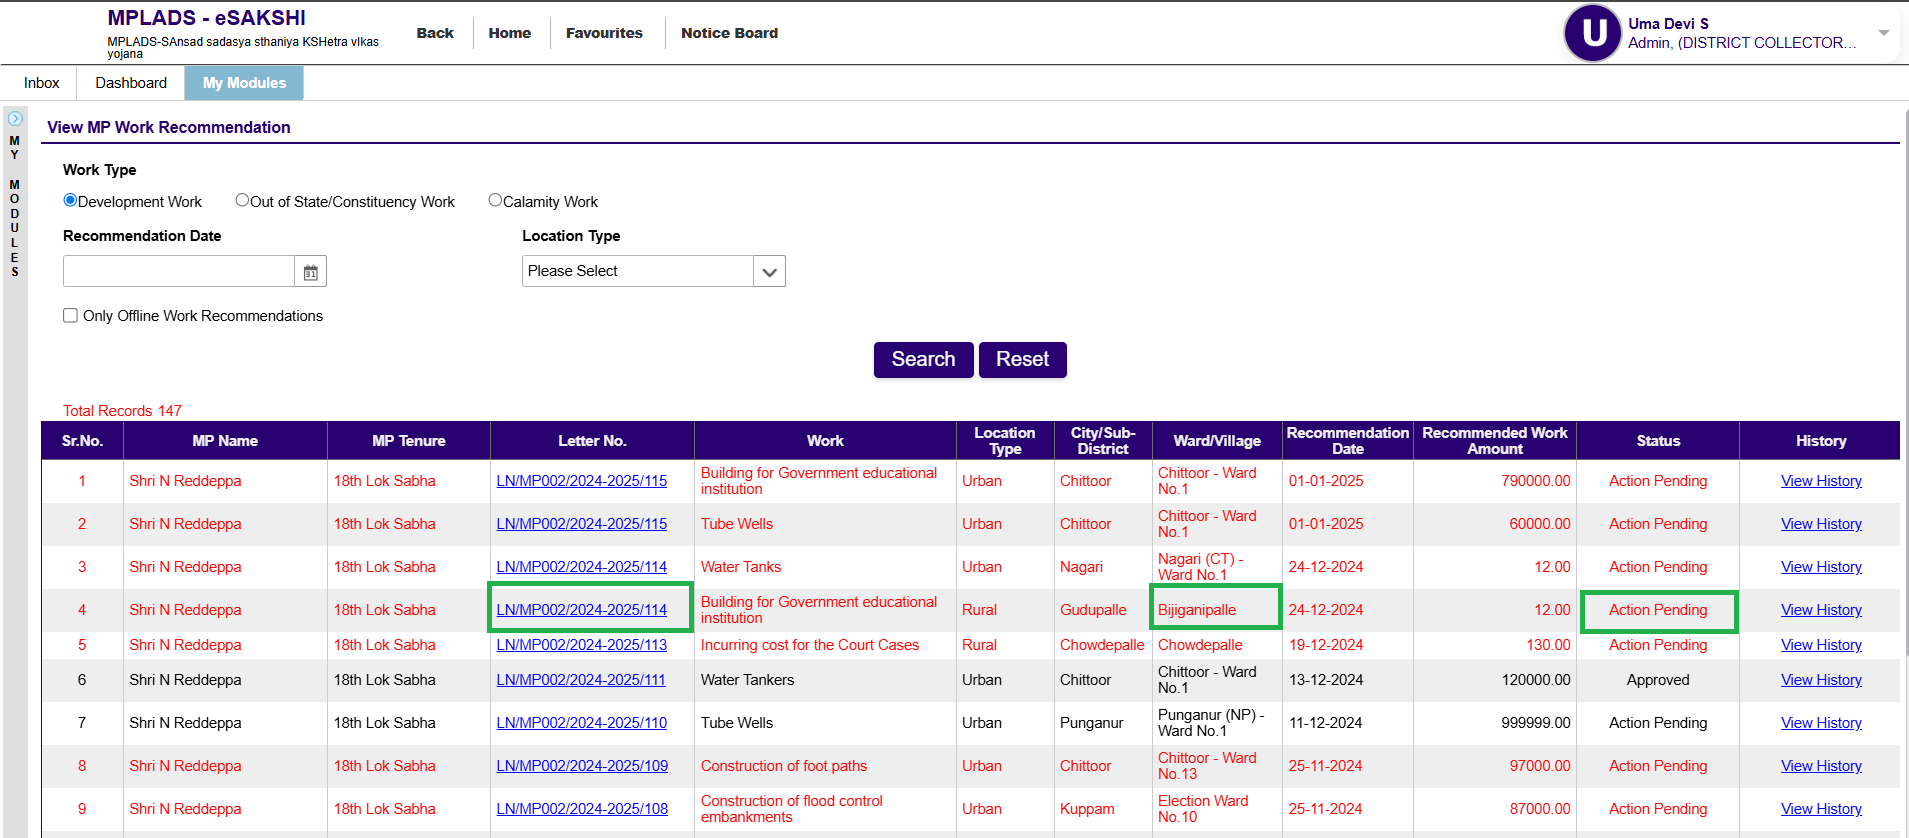 MPLADS - eSAKSHI
MPLADS-SAnsad sadasya sthaniya KSHetra vIkas
yojana
Back Home Favourites Notice Board
U
Uma Devi S
Admin, (DISTRICT COLLECTOR...
Inbox Dashboard My Modules
MY MODULES
View MP Work Recommendation
Work Type
Development Work Out of State/Constituency Work Calamity Work
Recommendation Date Location Type
31 Please Select
Only Offline Work Recommendations
Search Reset
Total Records 147
Sr.No. MP Name MP Tenure Letter No. Work Location Type City/Sub-District Ward/Village Recommendation Date Recommended Work Amount Status History
1 Shri N Reddeppa 18th Lok Sabha LN/MP002/2024-2025/115 Building for Government educational institution Urban Chittoor Chittoor - Ward No.1 01-01-2025 790000.00 Action Pending View History
2 Shri N Reddeppa 18th Lok Sabha LN/MP002/2024-2025/115 Tube Wells Urban Chittoor Chittoor - Ward No.1 01-01-2025 60000.00 Action Pending View History
3 Shri N Reddeppa 18th Lok Sabha LN/MP002/2024-2025/114 Water Tanks Urban Nagari Nagari (CT) - Ward No.1 24-12-2024 12.00 Action Pending View History
4 Shri N Reddeppa 18th Lok Sabha LN/MP002/2024-2025/114 Building for Government educational institution Rural Gudupalle Bijiganipalle 24-12-2024 12.00 Action Pending View History
5 Shri N Reddeppa 18th Lok Sabha LN/MP002/2024-2025/113 Incurring cost for the Court Cases Rural Chowdepalle Chowdepalle 19-12-2024 130.00 Action Pending View History
6 Shri N Reddeppa 18th Lok Sabha LN/MP002/2024-2025/111 Water Tankers Urban Chittoor Chittoor - Ward No.1 13-12-2024 120000.00 Approved View History
7 Shri N Reddeppa 18th Lok Sabha LN/MP002/2024-2025/110 Tube Wells Urban Punganur Punganur (NP) - Ward No.1 11-12-2024 999999.00 Action Pending View History
8 Shri N Reddeppa 18th Lok Sabha LN/MP002/2024-2025/109 Construction of foot paths Urban Chittoor Chittoor - Ward No.13 25-11-2024 97000.00 Action Pending View History
9 Shri N Reddeppa 18th Lok Sabha LN/MP002/2024-2025/108 Construction of flood control embankments Urban Kuppam Election Ward No.10 25-11-2024 87000.00 Action Pending View History